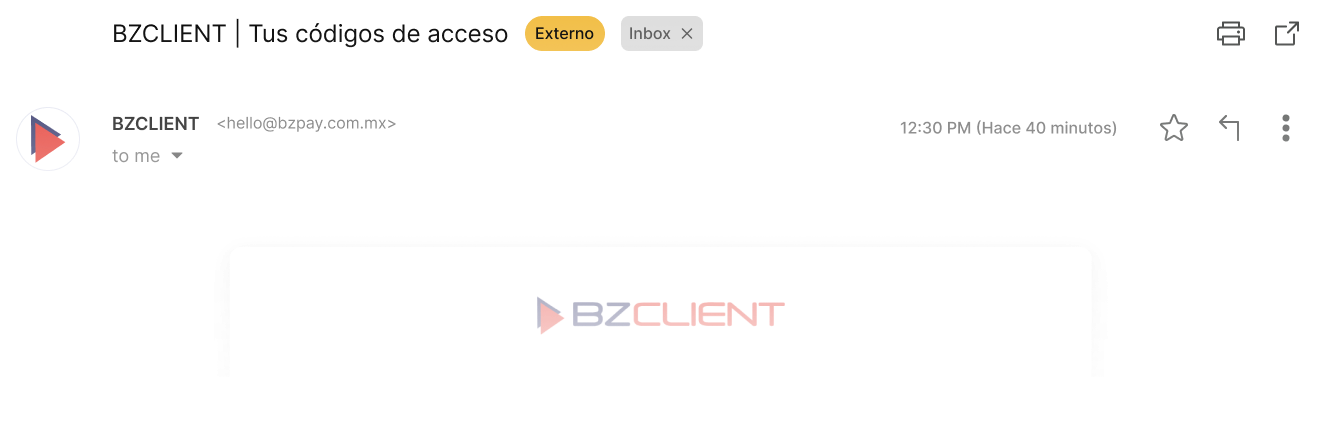 BZCLIENT | Tus códigos de acceso Externo Inbox
BZCLIENT <hello@bzpay.com.mx> 12:30 PM (Hace 40 minutos)
to me
BZCLIENT